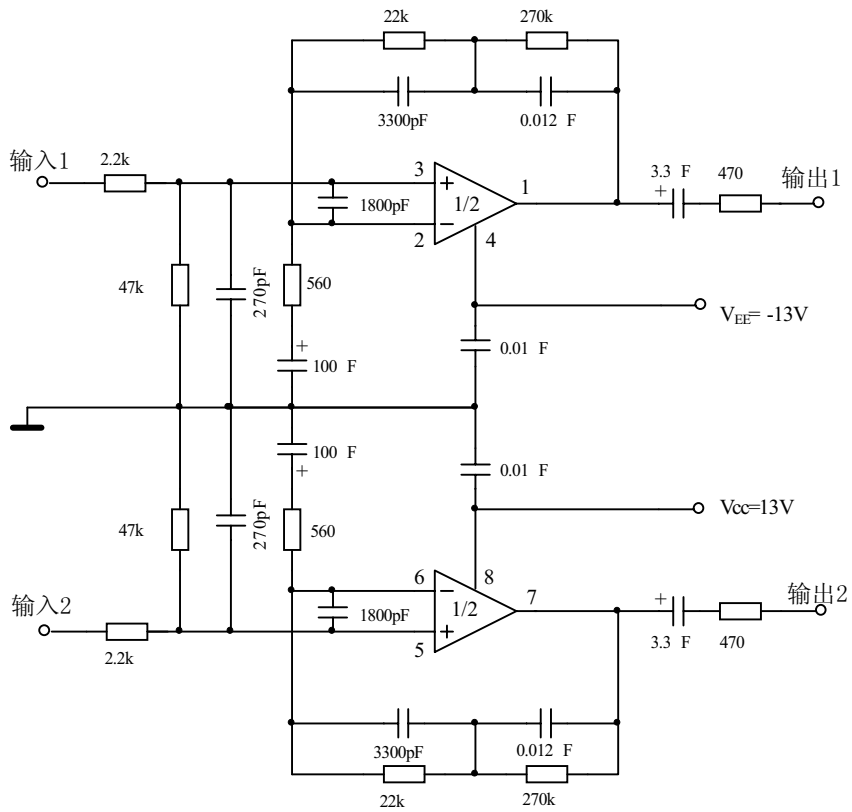 22k
270k
3300pF
0.012 F
输入1
2.2k
3
+
1/2
1
1800pF
2
−
4
3.3 F
+
470
输出1
47k
270pF
560
VEE= -13V
+
100 F
0.01 F
100 F
+
0.01 F
47k
270pF
560
Vcc=13V
6
−
8
1/2
7
1800pF
5
+
输入2
2.2k
+
3.3 F
470
输出2
3300pF
0.012 F
22k
270k